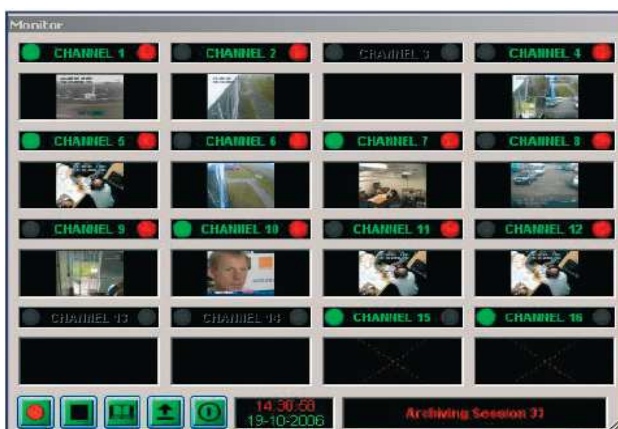 Monitor
CHANNEL 1 CHANNEL 2 CHANNEL 3 CHANNEL 4
CHANNEL 5 CHANNEL 6 CHANNEL 7 CHANNEL 8
CHANNEL 9 CHANNEL 10 CHANNEL 11 CHANNEL 12
CHANNEL 13 CHANNEL 14 CHANNEL 15 CHANNEL 16
14:30:58
19-10-2006
Archiving Session 37